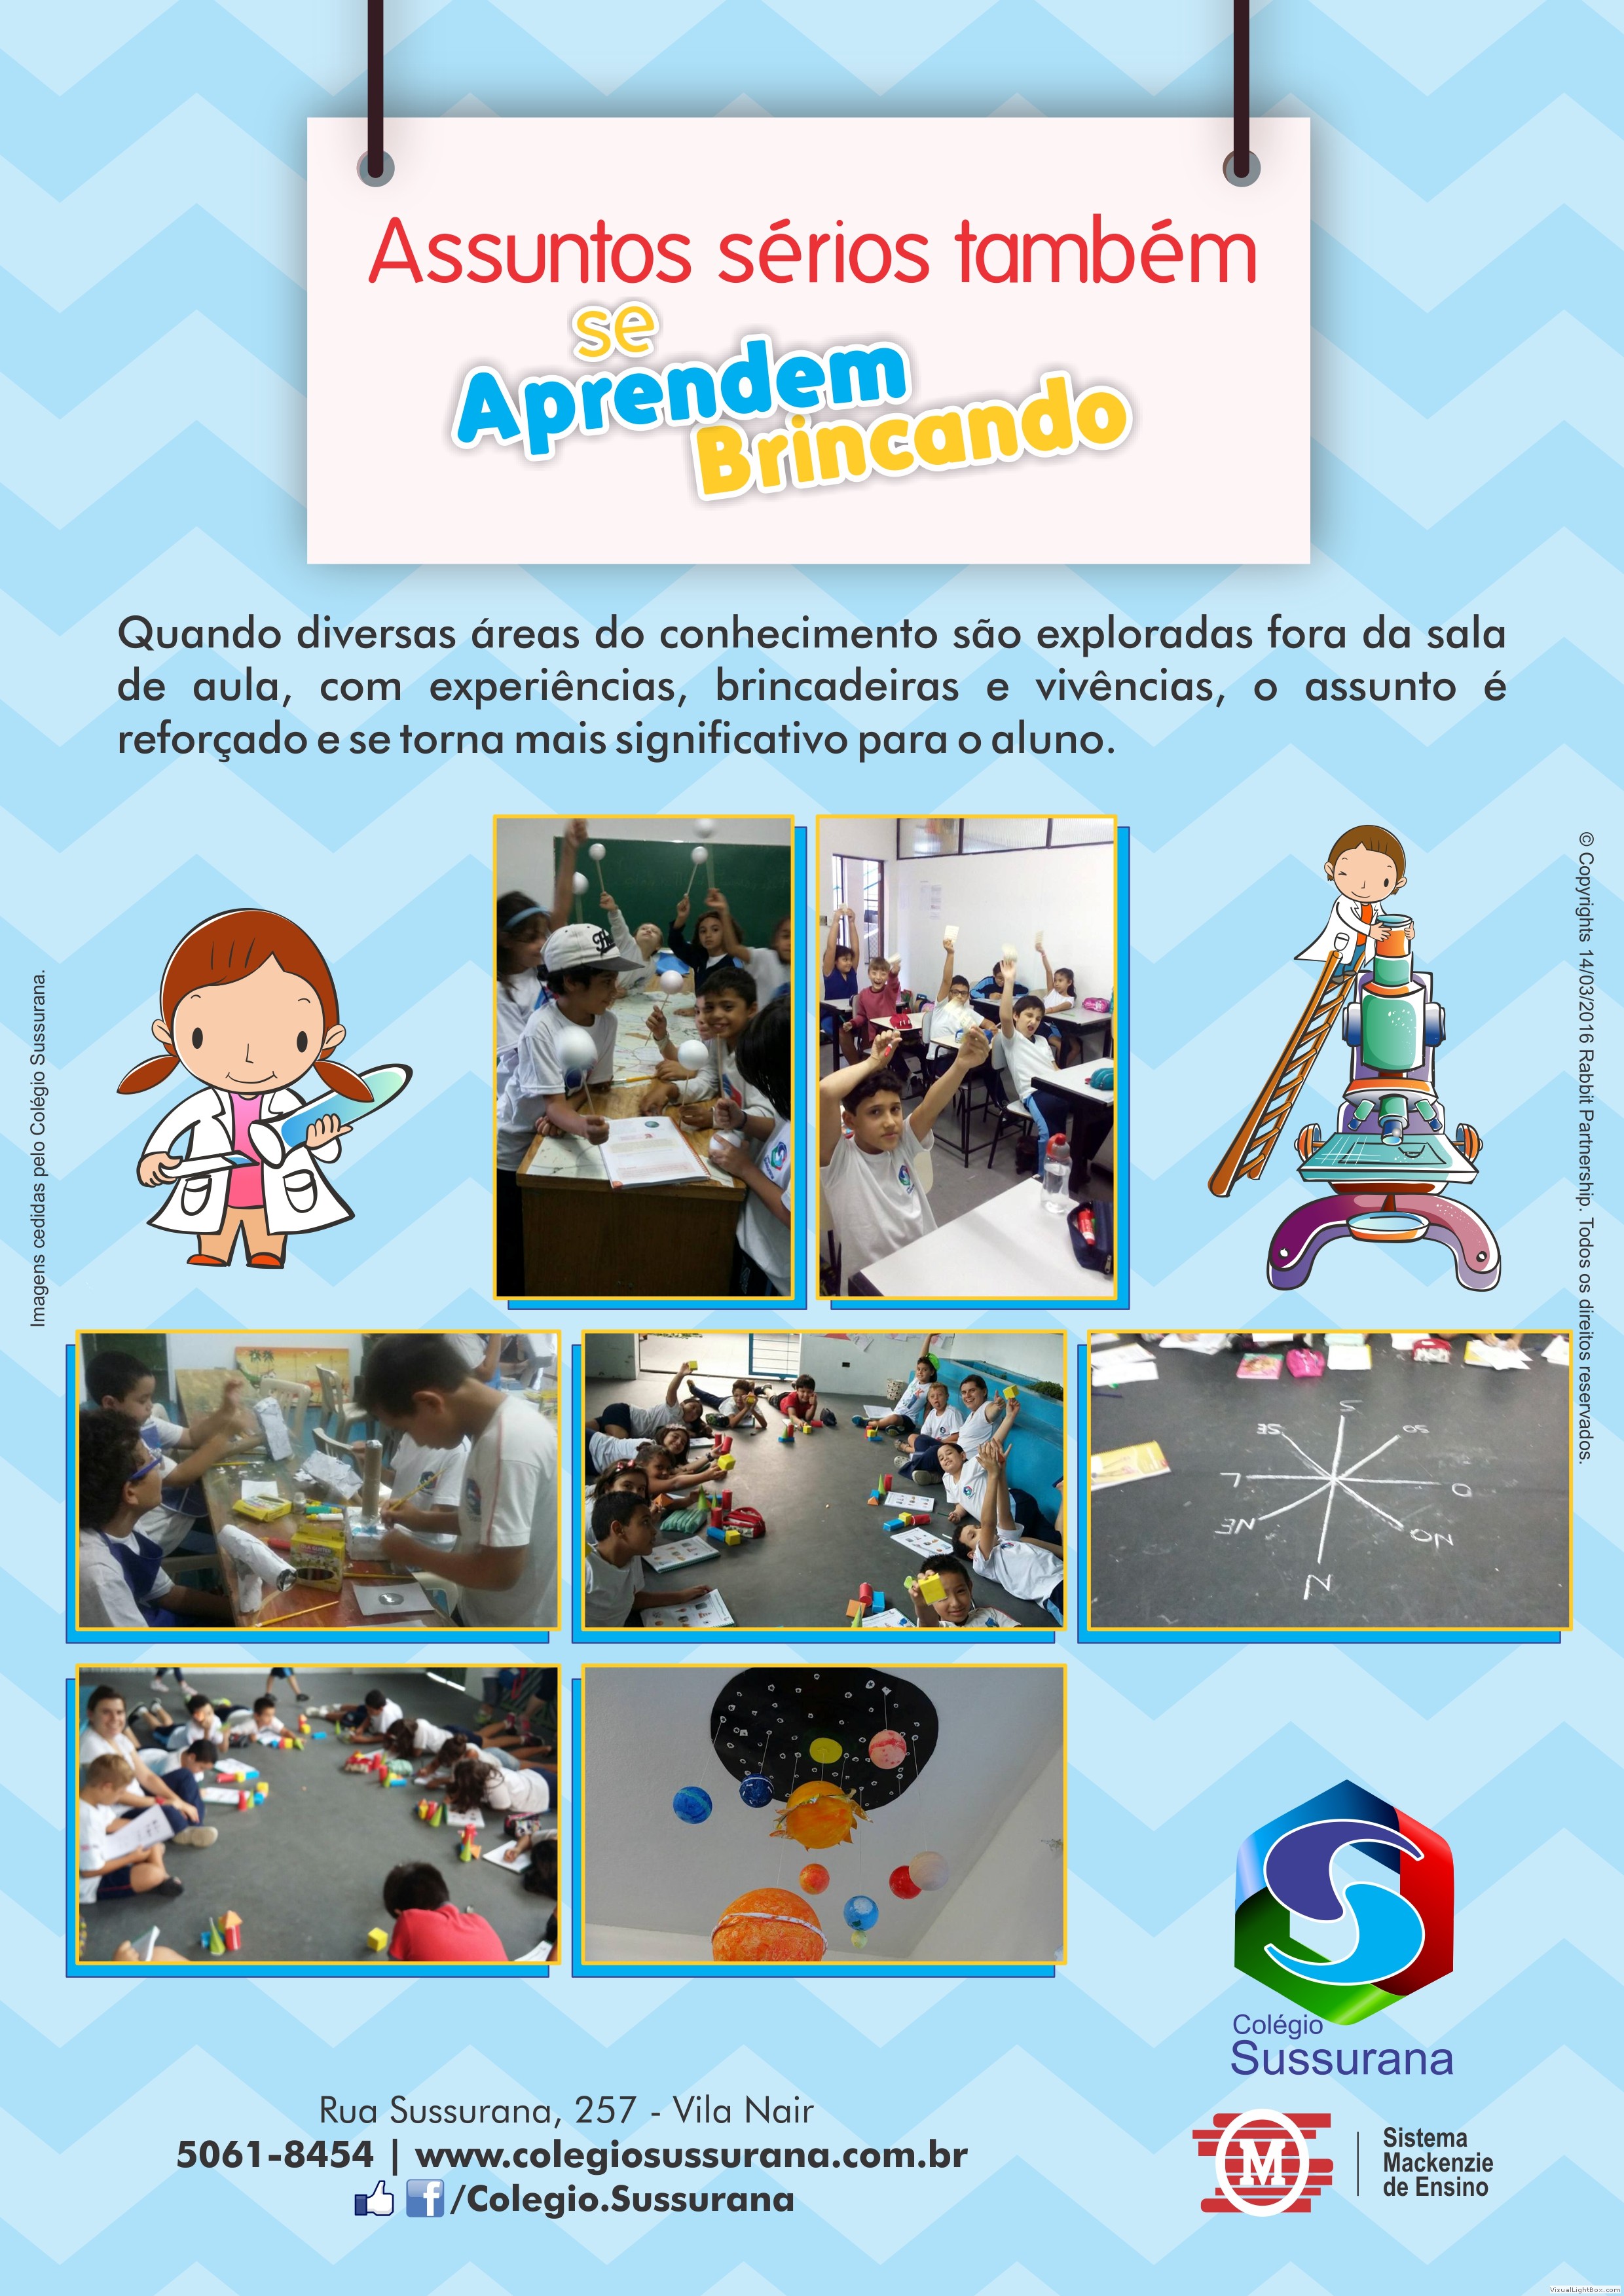 Assuntos sérios também
se
Aprendem
Brincando
Quando diversas áreas do conhecimento são exploradas fora da sala
de aula, com experiências, brincadeiras e vivências, o assunto é
reforçado e se torna mais significativo para o aluno.
Imagens cedidas pelo Colégio Sussurana.
© Copyrights 14/03/2016 Rabbit Partnership. Todos os direitos reservados.
S
SE
SO
L
O
NE
NO
N
Colégio
Sussurana
Rua Sussurana, 257 - Vila Nair
5061-8454 | www.colegiosussurana.com.br
f /Colegio.Sussurana
M
Sistema
Mackenzie
de Ensino
VisualLightBox.com